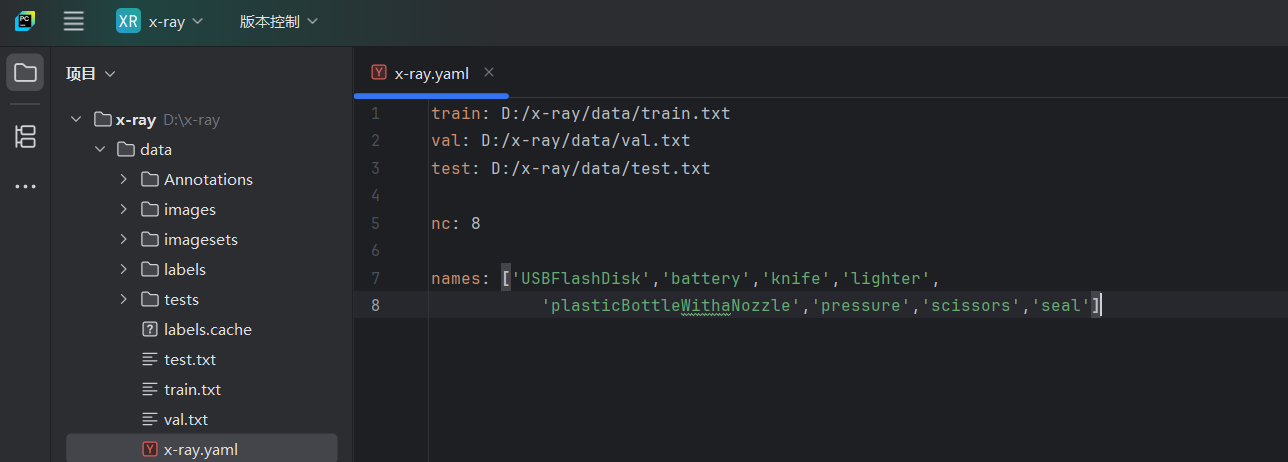 PC
XR x-ray 版本控制
项目
x-ray D:\x-ray
data
Annotations
images
imagesets
labels
tests
labels.cache
test.txt
train.txt
val.txt
x-ray.yaml
x-ray.yaml
1 train: D:/x-ray/data/train.txt
2 val: D:/x-ray/data/val.txt
3 test: D:/x-ray/data/test.txt
4
5 nc: 8
6
7 names: ['USBFlashDisk','battery','knife','lighter',
8 'plasticBottleWithaNozzle','pressure','scissors','seal']